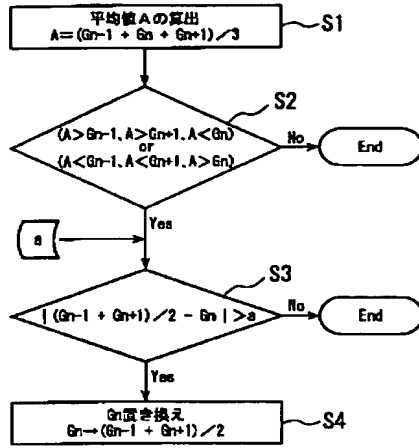 平均値Aの算出
A=(Gn-1 + Gn + Gn+1)/3
S1
S2
(A>Gn-1、A>Gn+1、A<Gn)
or
(A<Gn-1、A<Gn+1、A>Gn)
No
End
Yes
a
S3
|(Gn-1 + Gn+1)/2 - Gn|>a
No
End
Yes
Gn置き換え
Gn→(Gn-1 + Gn+1)/2
S4